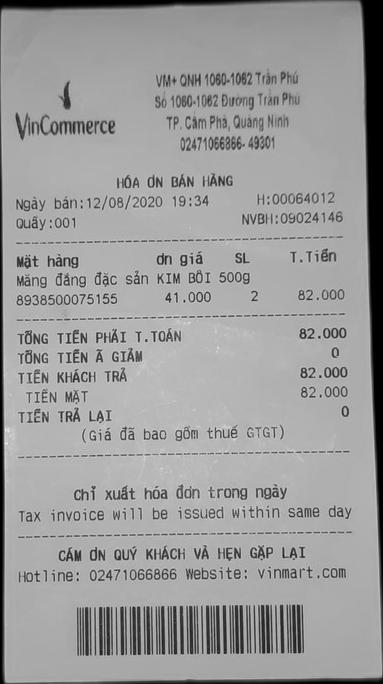 VinCommerce
VM+ QNH 1060-1062 Trần Phú
Số 1060-1062 Đường Trần Phú
TP. Cẩm Phả, Quảng Ninh
02471066866- 49301
HÓA ƠN BÁN HÀNG
Ngày bán:12/08/2020 19:34 H:00064012
Quầy:001 NVBH:09024146
Mặt hàng ơn giá SL T.Tiền
Măng đắng đặc sản KIM BÔI 500g
8938500075155 41.000 2 82.000
TỔNG TIỀN PHẢI T.TOÁN 82.000
TỔNG TIỀN Ã GIẢM 0
TIỀN KHÁCH TRẢ 82.000
TIỀN MẶT 82.000
TIỀN TRẢ LẠI 0
(Giá đã bao gồm thuế GTGT)
Chỉ xuất hóa đơn trong ngày
Tax invoice will be issued within same day
CÁM ƠN QUÝ KHÁCH VÀ HẸN GẶP LẠI
Hotline: 02471066866 Website: vinmart.com